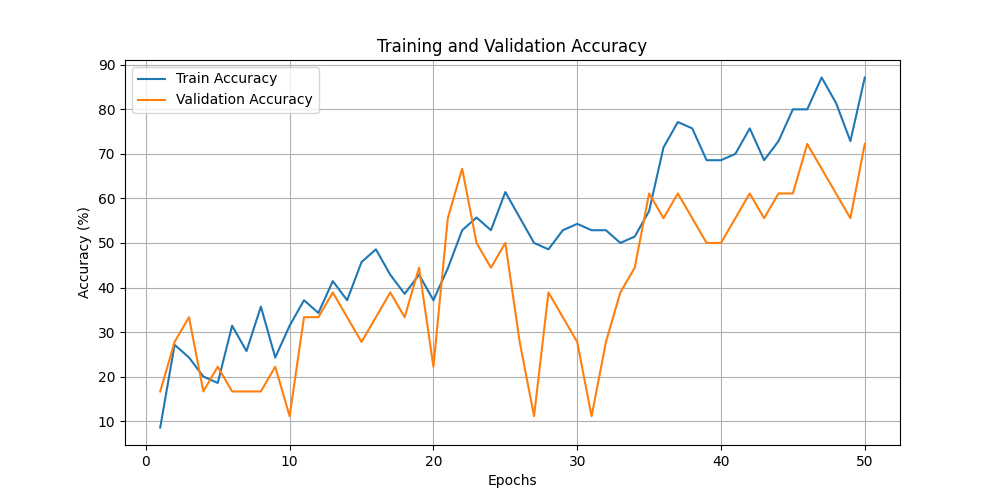 Training and Validation Accuracy
Train Accuracy
Validation Accuracy
Accuracy (%)
90
80
70
60
50
40
30
20
10
0 10 20 30 40 50
Epochs